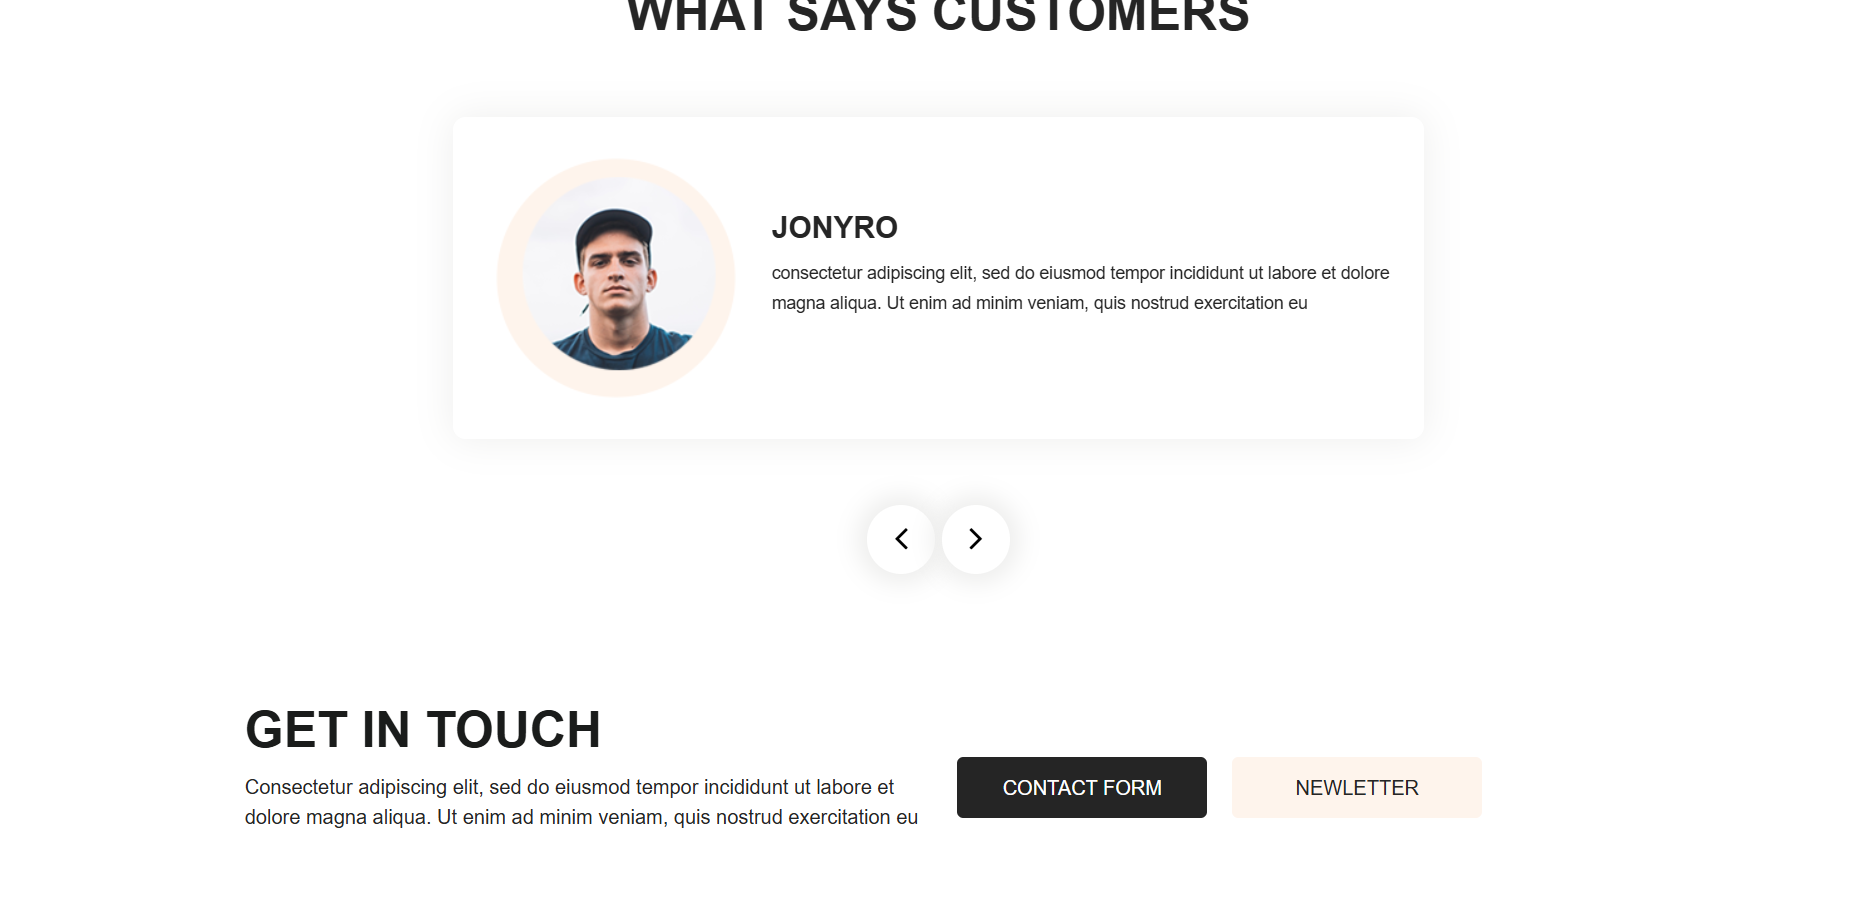 WHAT SAYS CUSTOMERS
JONYRO
consectetur adipiscing elit, sed do eiusmod tempor incididunt ut labore et dolore
magna aliqua. Ut enim ad minim veniam, quis nostrud exercitation eu
GET IN TOUCH
Consectetur adipiscing elit, sed do eiusmod tempor incididunt ut labore et
dolore magna aliqua. Ut enim ad minim veniam, quis nostrud exercitation eu
CONTACT FORM
NEWLETTER